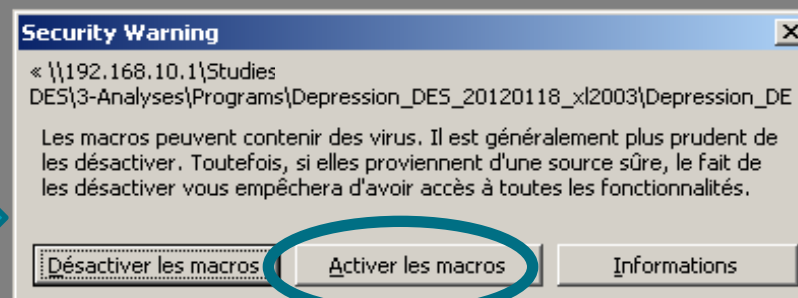 Security Warning
« \\192.168.10.1\Studies
DES\3-Analyses\Programs\Depression_DES_20120118_xl2003\Depression_DE
Les macros peuvent contenir des virus. Il est généralement plus prudent de
les désactiver. Toutefois, si elles proviennent d'une source sûre, le fait de
les désactiver vous empêchera d'avoir accès à toutes les fonctionnalités.
Désactiver les macros Activer les macros Informations